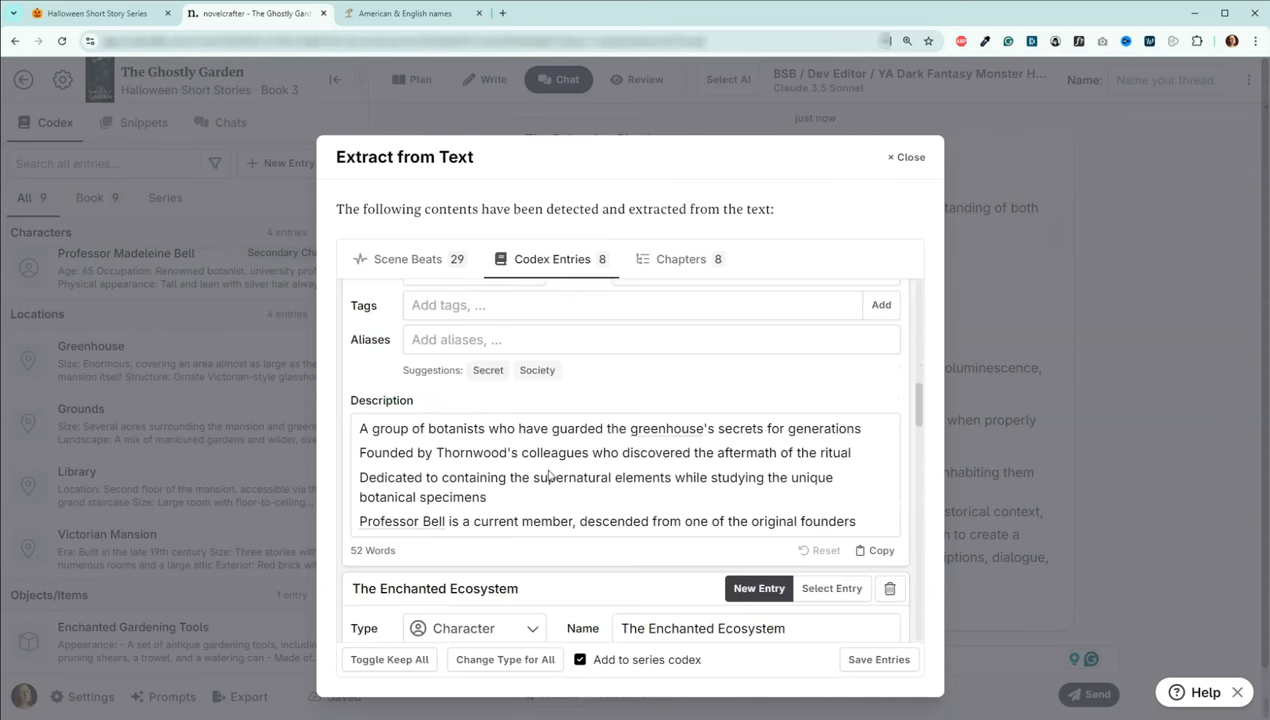 Halloween Short Story Series
novelcrafter - The Ghostly Gard
American & English names
The Ghostly Garden
Halloween Short Stories · Book 3
Plan
Write
Chat
Review
Select AI
BSB / Dev Editor / YA Dark Fantasy Monster H...
Claude 3.5 Sonnet
Name:
Name your thread
Codex
Snippets
Chats
just now
Search all entries...
New Entry
All 9
Book 9
Series
Characters
4 entries
Professor Madeleine Bell
Secondary Char
Age: 65 Occupation: Renowned botanist, university prof
Physical appearance: Tall and lean with silver hair alway
Locations
4 entries
Greenhouse
Size: Enormous, covering an area almost as large as the
mansion itself Structure: Ornate Victorian-style glassho
Grounds
Size: Several acres surrounding the mansion and green
Landscape: A mix of manicured gardens and wilder, over
Library
Location: Second floor of the mansion, accessible via th
grand staircase Size: Large room with floor-to-ceiling...
Victorian Mansion
Era: Built in the late 19th century Size: Three stories wit
numerous rooms and a large attic Exterior: Red brick wi
Objects/Items
1 entry
Enchanted Gardening Tools
Appearance: - A set of antique gardening tools, includin
pruning shears, a trowel, and a watering can - Made of..
Settings
Prompts
Export
Saved
Extract from Text
× Close
The following contents have been detected and extracted from the text:
Scene Beats 29
Codex Entries 8
Chapters 8
Tags
Add tags, ...
Add
Aliases
Add aliases, ...
Suggestions:
Secret
Society
Description
A group of botanists who have guarded the greenhouse's secrets for generations
Founded by Thornwood's colleagues who discovered the aftermath of the ritual
Dedicated to containing the supernatural elements while studying the unique
botanical specimens
Professor Bell is a current member, descended from one of the original founders
52 Words
Reset
Copy
The Enchanted Ecosystem
New Entry
Select Entry
Type
Character
Name
The Enchanted Ecosystem
Toggle Keep All
Change Type for All
Add to series codex
Save Entries
standing of both
luminescence,
when properly
nhabiting them
storical context,
n to create a
ptions, dialogue,
Send
Help